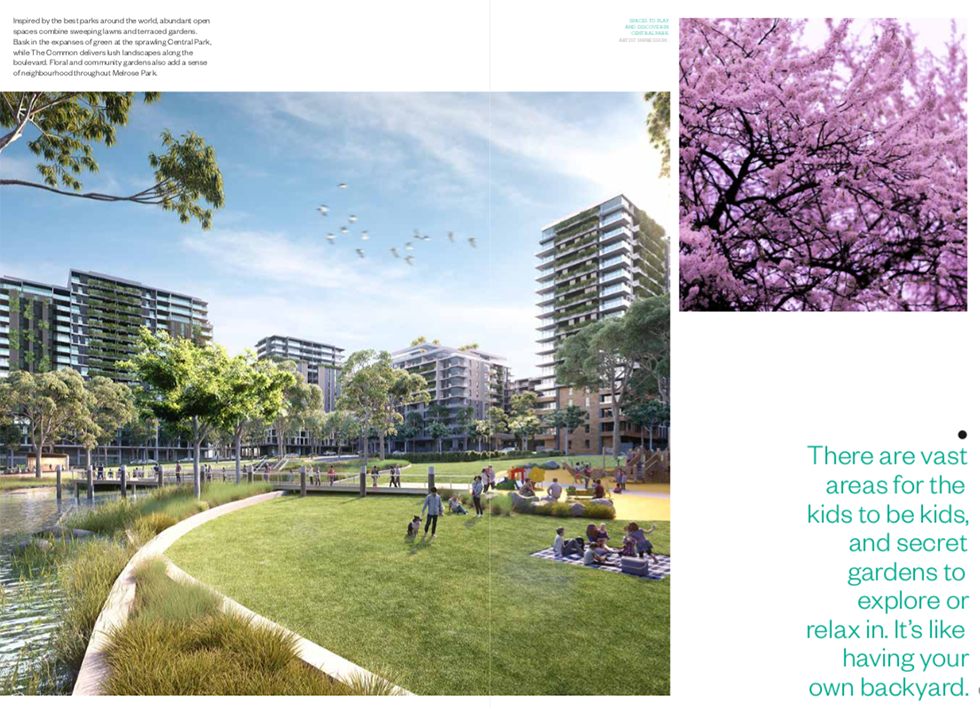 Inspired by the best parks around the world, abundant open
spaces combine sweeping lawns and terraced gardens.
Bask in the expanses of green at the sprawling Central Park,
while The Common delivers lush landscapes along the
boulevard. Floral and community gardens also add a sense
of neighbourhood throughout Melrose Park.
SPACES TO PLAY
AND DISCOVER IN
CENTRAL PARK
There are vast
areas for the
kids to be kids,
and secret
gardens to
explore or
relax in. It's like
having your
own backyard.